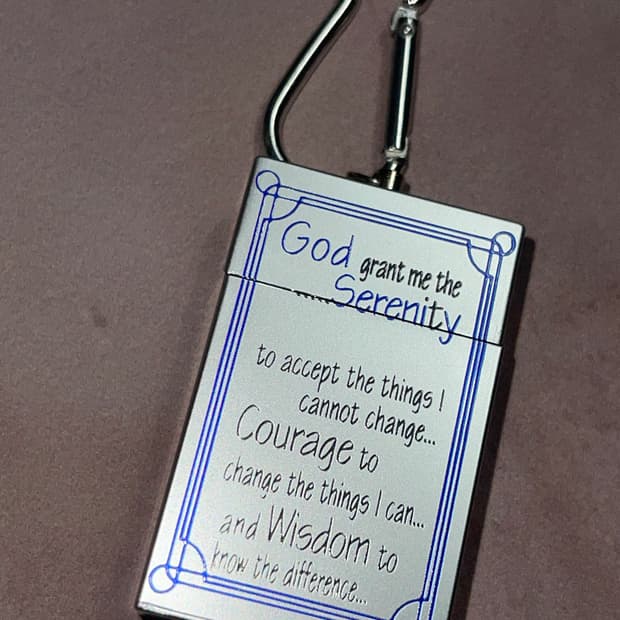 God grant me the
Serenity
to accept the things I
cannot change...
Courage to
change the things I can...
and Wisdom to
know the difference...